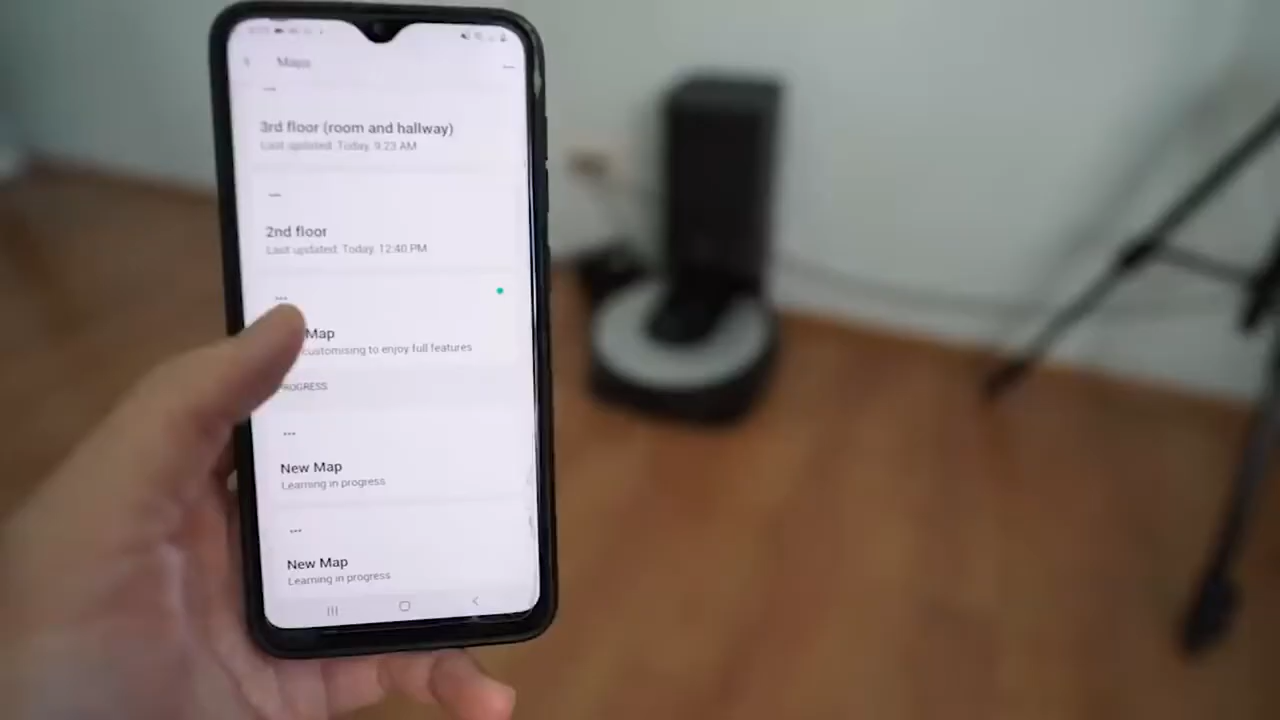 Maps
3rd floor (room and hallway)
Last updated: Today, 9:23 AM
2nd floor
Last updated: Today, 12:40 PM
Map
customising to enjoy full features
PROGRESS
New Map
Learning in progress
New Map
Learning in progress